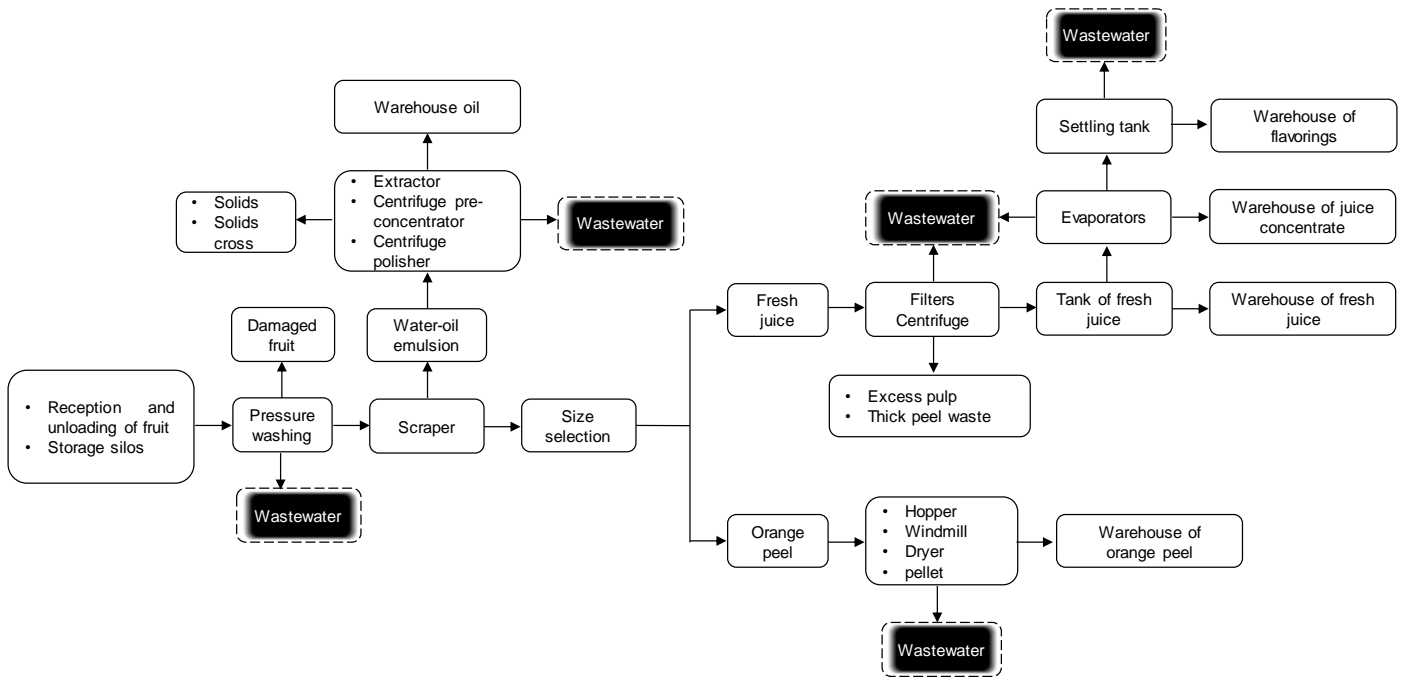 Wastewater
Warehouse oil
Settling tank
Warehouse of
flavorings
• Extractor
• Centrifuge pre-
concentrator
• Centrifuge
polisher
• Solids
• Solids
cross
Wastewater
Wastewater
Evaporators
Warehouse of juice
concentrate
Damaged
fruit
Water-oil
emulsion
Fresh
juice
Filters
Centrifuge
Tank of fresh
juice
Warehouse of fresh
juice
• Excess pulp
• Thick peel waste
• Reception and
unloading of fruit
• Storage silos
Pressure
washing
Scraper
Size
selection
Wastewater
Orange
peel
• Hopper
• Windmill
• Dryer
• pellet
Warehouse of
orange peel
Wastewater